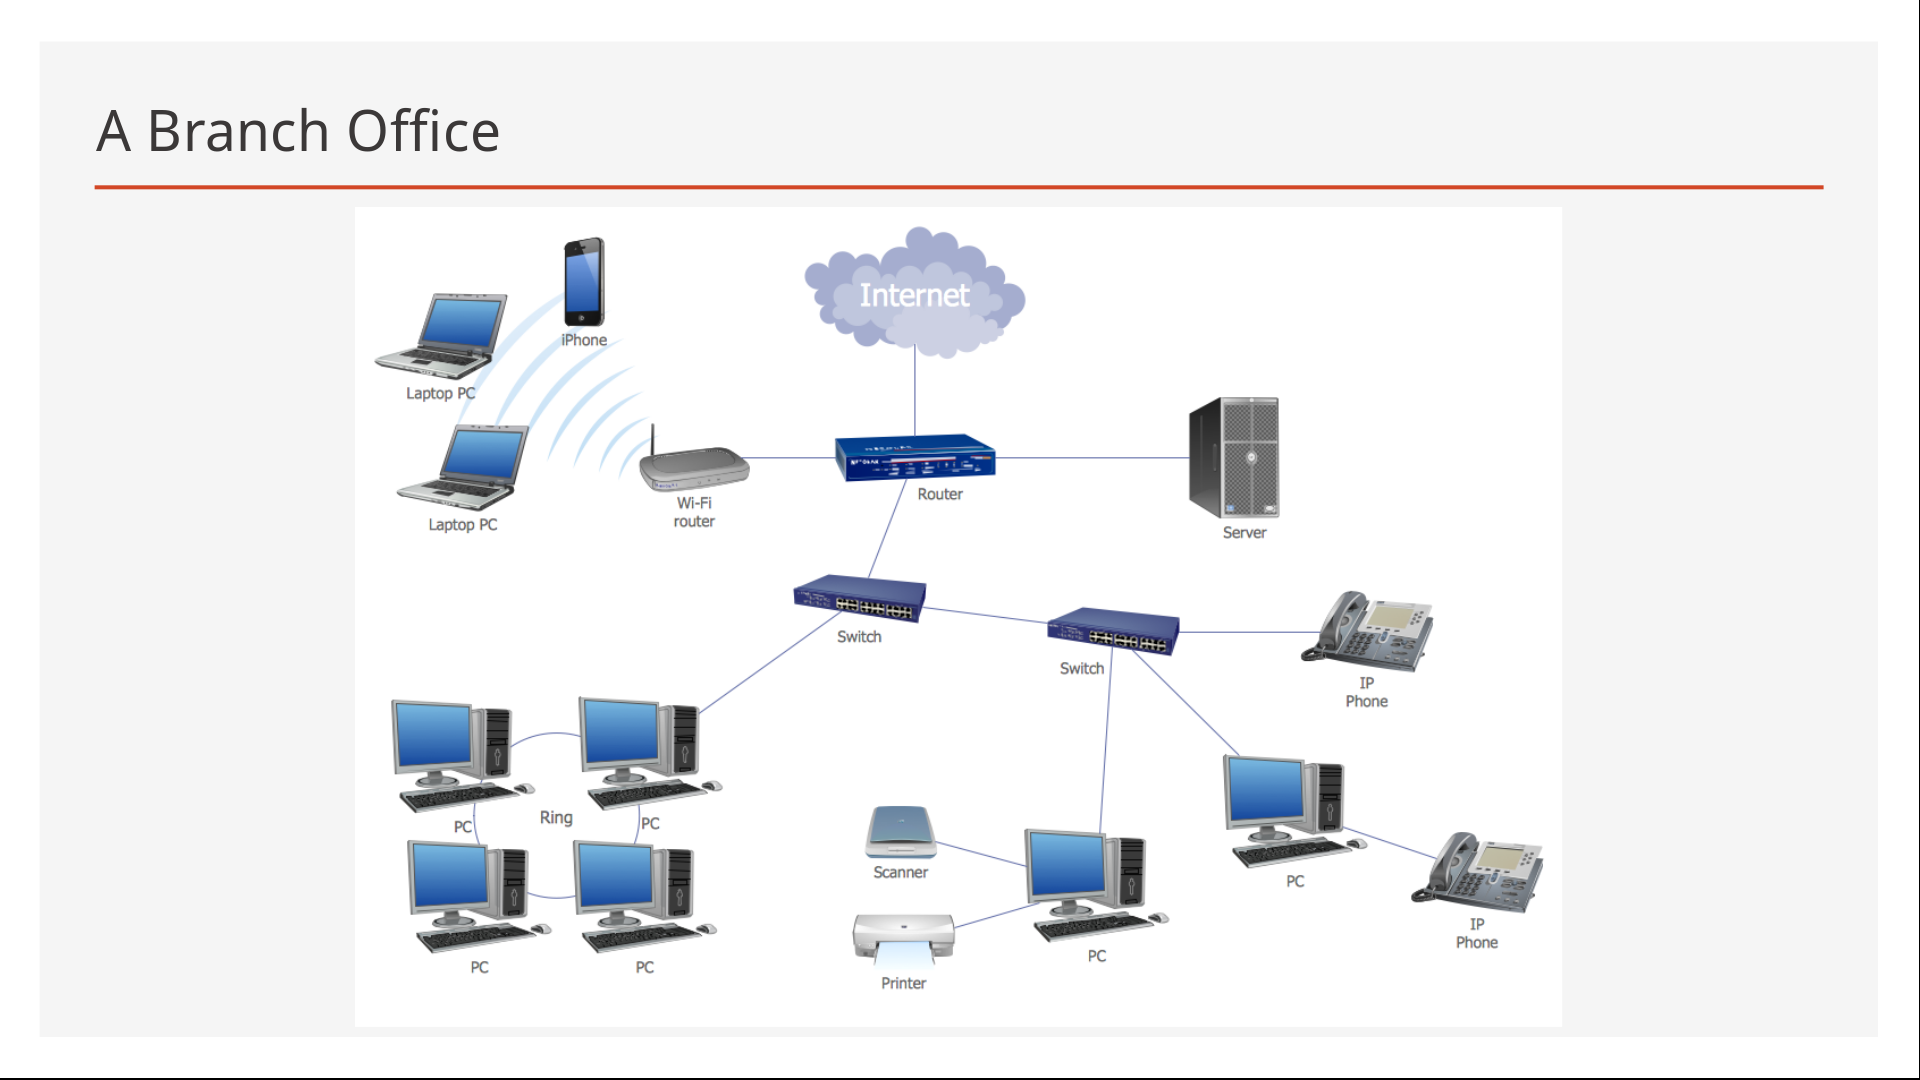 A Branch Office
Internet
iPhone
Laptop PC
Laptop PC
Wi-Fi
router
Router
Server
Switch
Switch
IP
Phone
PC
Ring
PC
PC
PC
Scanner
Printer
PC
PC
IP
Phone